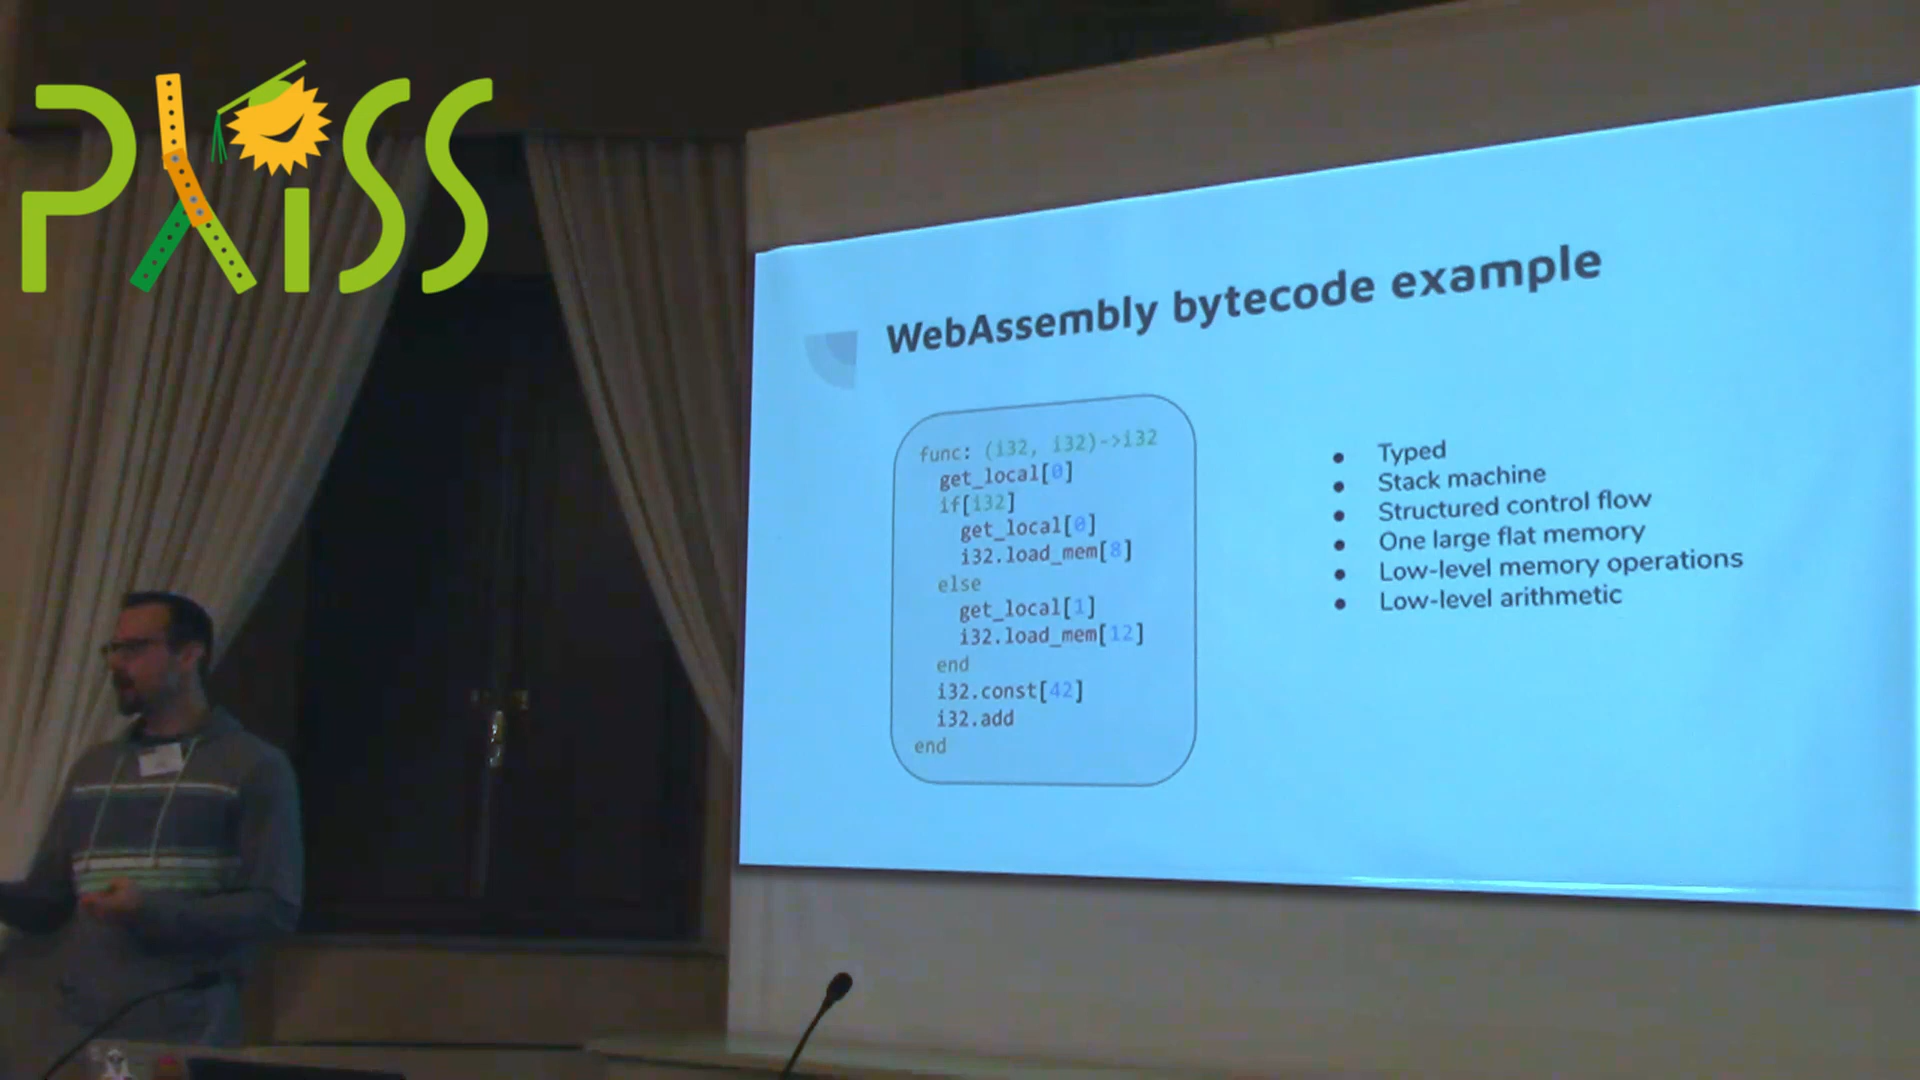 PλiSS
WebAssembly bytecode example
func: (i32, i32)->i32
get_local[0]
if[i32]
get_local[0]
i32.load_mem[8]
else
get_local[1]
i32.load_mem[12]
end
i32.const[42]
i32.add
end
● Typed
● Stack machine
● Structured control flow
● One large flat memory
● Low-level memory operations
● Low-level arithmetic